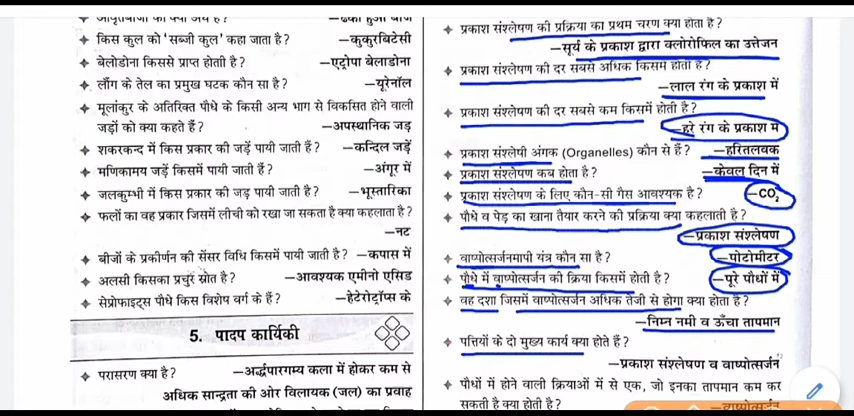 आवृतबीजी का क्या अर्थ है? —ढका हुआ बीज
किस कुल को 'सब्जी कुल' कहा जाता है? —कुकुरबिटेसी
बेलोडोना किससे प्राप्त होताी है? —एट्रोपा बेलाडोना
लौंग के तेल का प्रमुख घटक कौन सा है? —यूरेनॉल
मूलांकुर के अतिरिक्त पौधे के किसी अन्य भाग से विकसित होने वाली
जड़ों को क्या कहते हैं? —अपस्थानिक जड़
शकरकन्द में किस प्रकार की जड़ें पायी जाती हैं? —कन्दिल जड़ें
मणिकामय जड़ें किसमें पायी जाती हैं? —अंगूर में
जलकुम्भी में किस प्रकार की जड़ पायी जाती है? —भूस्तारिका
फलों का वह प्रकार जिसमें लीची को रखा जा सकता है क्या कहलाता है?
—नट
बीजों के प्रकीर्णन की सेंसर विधि किसमें पायी जाती है? —कपास में
अलसी किसका प्रचुर स्रोत है? —आवश्यक एमीनो एसिड
सेप्रोफाइट्स पौधे किस विशेष वर्ग के हैं? —हेटेरोट्रॉप्स के
5. पादप कार्यिकी
परासरण क्या है? —अर्द्धपारगम्य कला में होकर कम से
अधिक सान्द्रता की ओर विलायक (जल) का प्रवाह
प्रकाश संश्लेषण की प्रक्रिया का प्रथम चरण क्या होता है?
—सूर्य के प्रकाश द्वारा क्लोरोफिल का उत्तेजन
प्रकाश संश्लेषण की दर सबसे अधिक किसमें होती है?
—लाल रंग के प्रकाश में
प्रकाश संश्लेषण की दर सबसे कम किसमें होती है?
—हरे रंग के प्रकाश में
प्रकाश संश्लेषी अंगक (Organelles) कौन से हैं? —हरितलवक
प्रकाश संश्लेषण कब होता है? —केवल दिन में
प्रकाश संश्लेषण के लिए कौन-सी गैस आवश्यक है? —CO₂
पौधे व पेड़ का खाना तैयार करने की प्रक्रिया क्या कहलाती है?
—प्रकाश संश्लेषण
वाष्पोत्सर्जनमापी यंत्र कौन सा है? —पोटोमीटर
पौधे में वाष्पोत्सर्जन की क्रिया किसमें होती है? —पूरे पौधों में
वह दशा जिसमें वाष्पोत्सर्जन अधिक तेजी से होगा क्या होता है?
—निम्न नमी व ऊँचा तापमान
पत्तियों के दो मुख्य कार्य क्या होते हैं?
—प्रकाश संश्लेषण व वाष्पोत्सर्जन
पौधों में होने वाली क्रियाओं में से एक, जो इनका तापमान कम कर
सकती है क्या होती है? —वाष्पोत्सर्जन